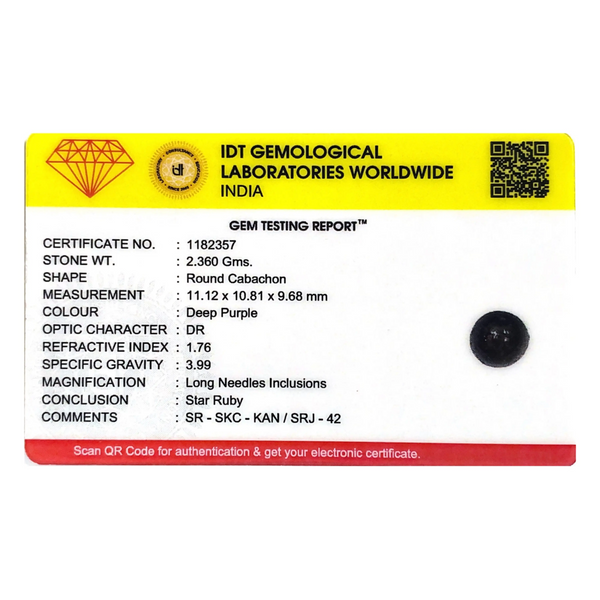 IDT GEMOLOGICAL
LABORATORIES WORLDWIDE
INDIA
GEM TESTING REPORT™
CERTIFICATE NO. : 1182357
STONE WT. : 2.360 Gms.
SHAPE : Round Cabachon
MEASUREMENT : 11.12 x 10.81 x 9.68 mm
COLOUR : Deep Purple
OPTIC CHARACTER : DR
REFRACTIVE INDEX : 1.76
SPECIFIC GRAVITY : 3.99
MAGNIFICATION : Long Needles Inclusions
CONCLUSION : Star Ruby
COMMENTS : SR - SKC - KAN / SRJ - 42
Scan QR Code for authentication & get your electronic certificate.